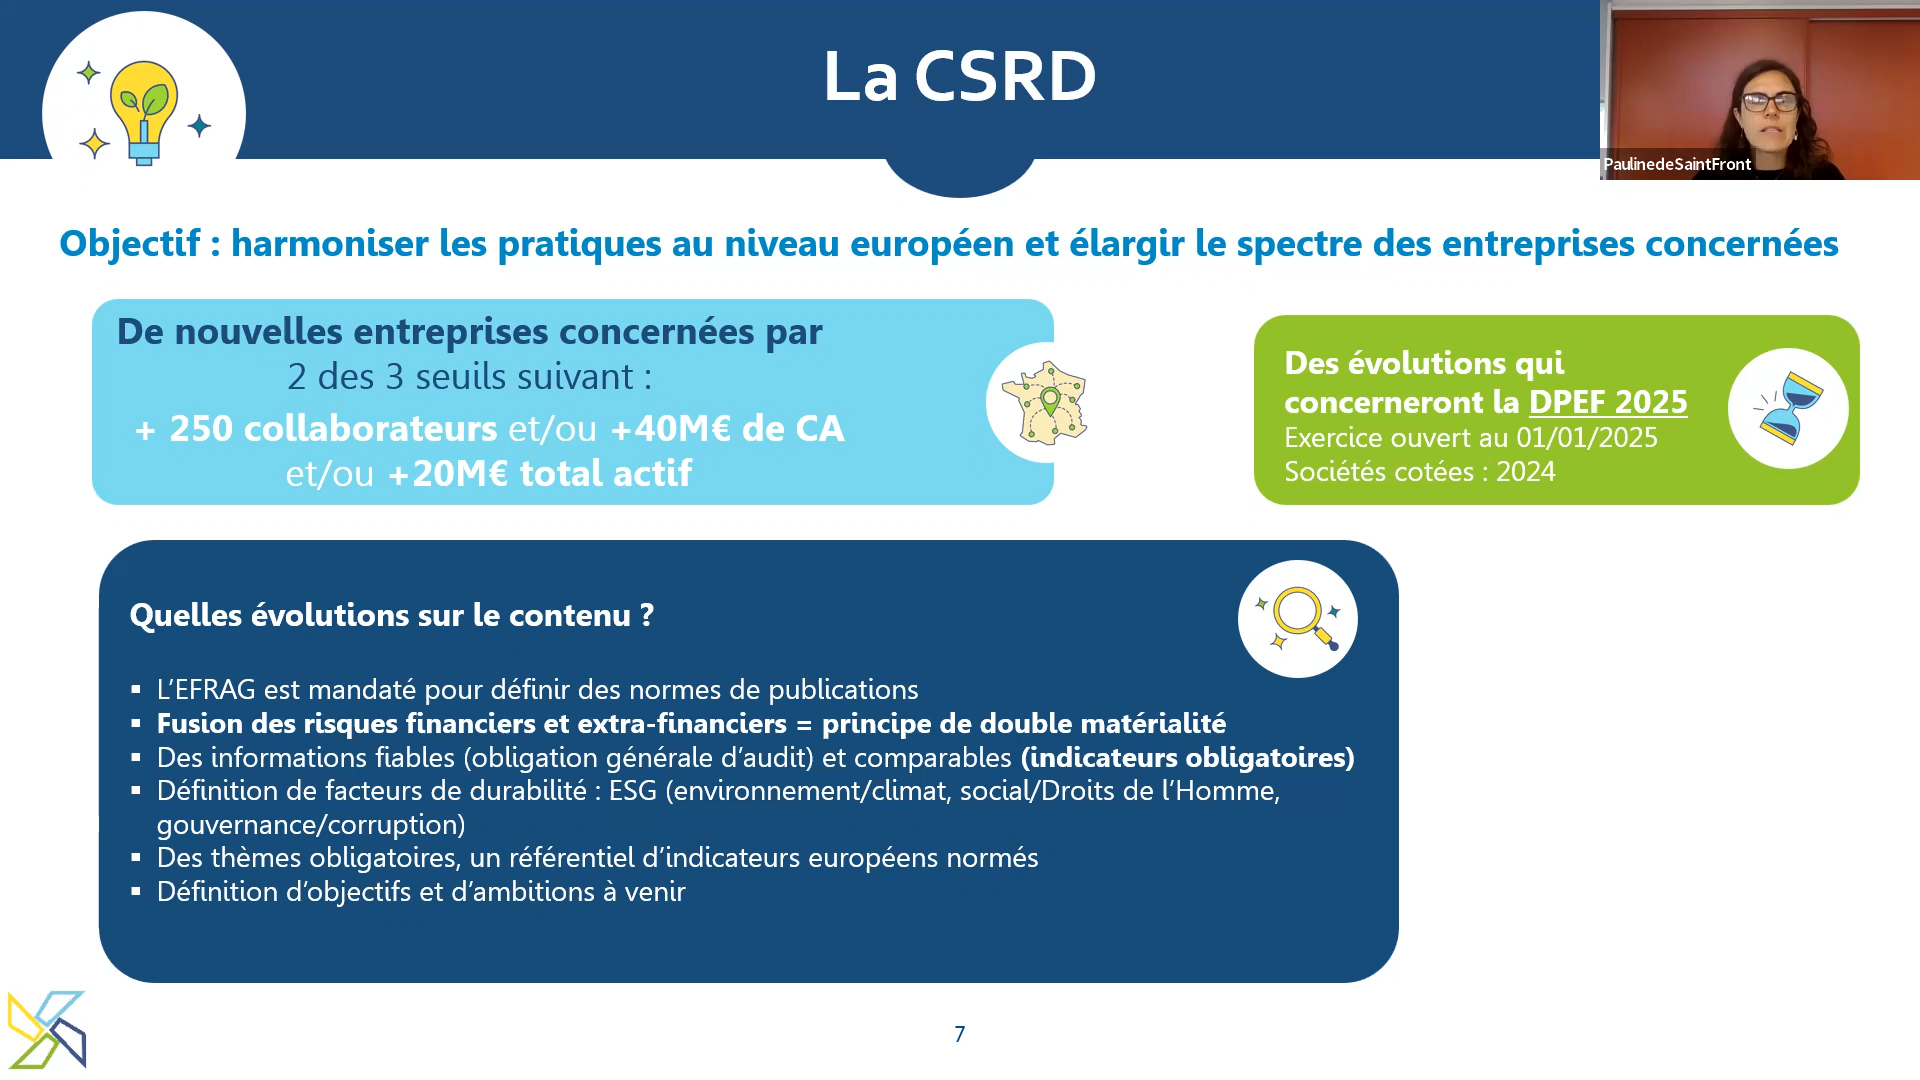 La CSRD
PaulinedeSaintFront
Objectif : harmoniser les pratiques au niveau européen et élargir le spectre des entreprises concernées
De nouvelles entreprises concernées par
2 des 3 seuils suivant :
+ 250 collaborateurs et/ou +40M€ de CA
et/ou +20M€ total actif
Des évolutions qui
concerneront la DPEF 2025
Exercice ouvert au 01/01/2025
Sociétés cotées : 2024
Quelles évolutions sur le contenu ?
▪ L’EFRAG est mandaté pour définir des normes de publications
▪ Fusion des risques financiers et extra-financiers = principe de double matérialité
▪ Des informations fiables (obligation générale d’audit) et comparables (indicateurs obligatoires)
▪ Définition de facteurs de durabilité : ESG (environnement/climat, social/Droits de l’Homme,
gouvernance/corruption)
▪ Des thèmes obligatoires, un référentiel d’indicateurs européens normés
▪ Définition d’objectifs et d’ambitions à venir
7